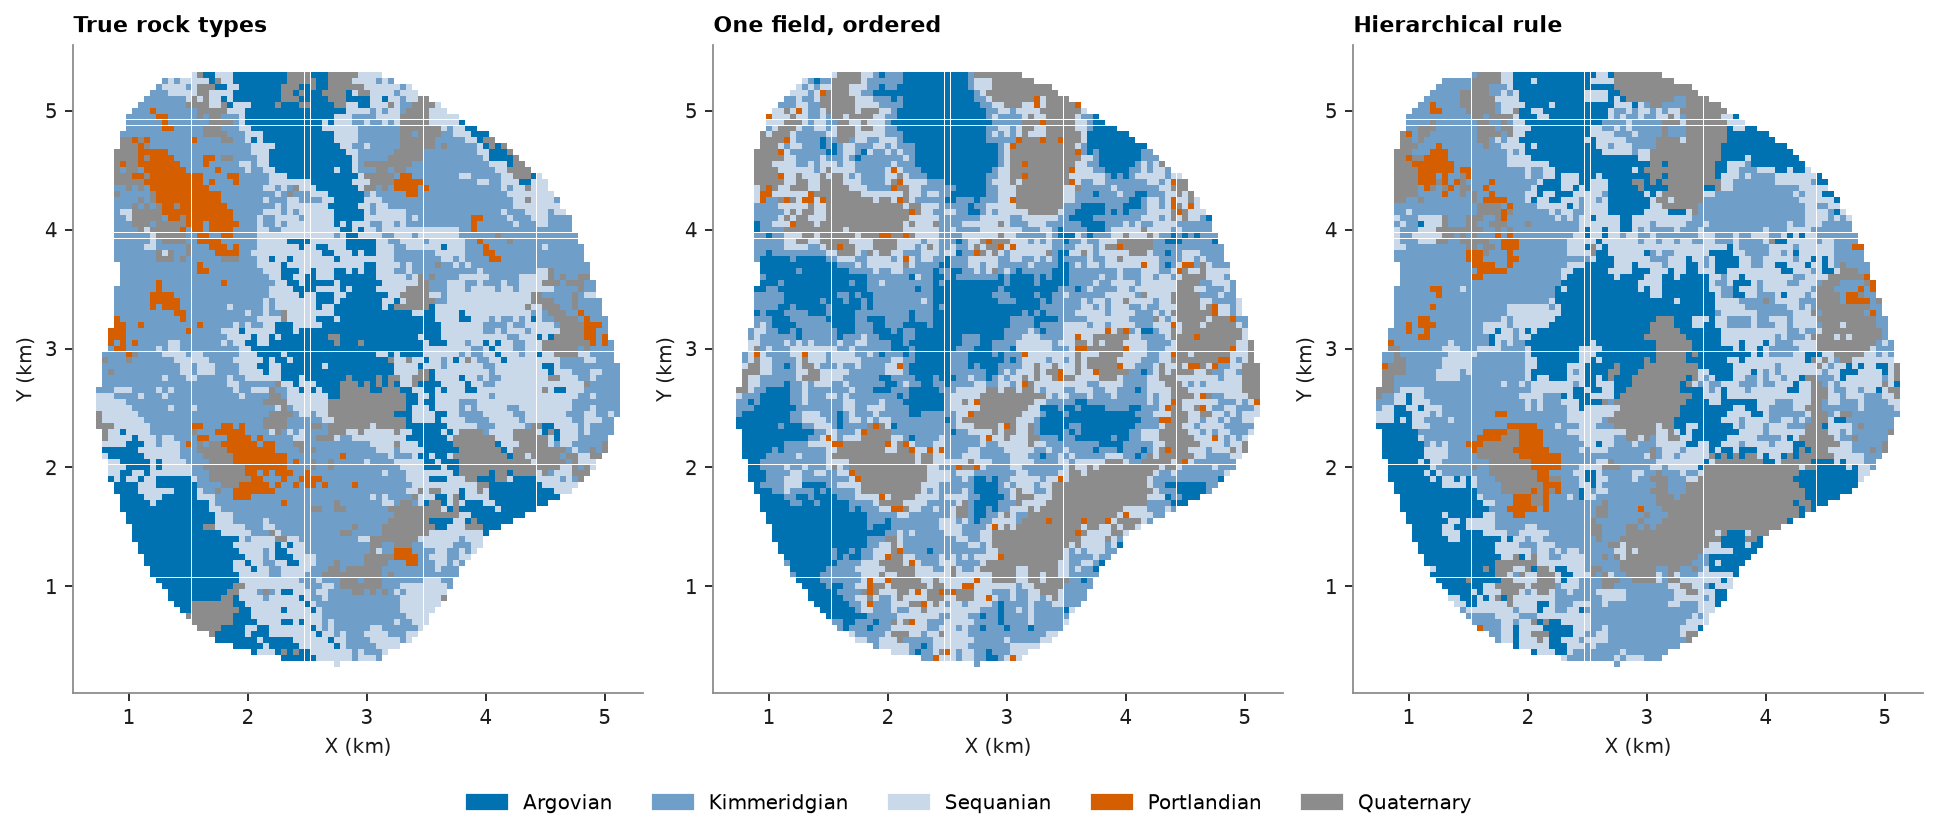 True rock types
One field, ordered
Hierarchical rule
Y (km)
5
4
3
2
1
1 2 3 4 5
X (km)
Y (km)
5
4
3
2
1
1 2 3 4 5
X (km)
Y (km)
5
4
3
2
1
1 2 3 4 5
X (km)
Argovian Kimmeridgian Sequanian Portlandian Quaternary